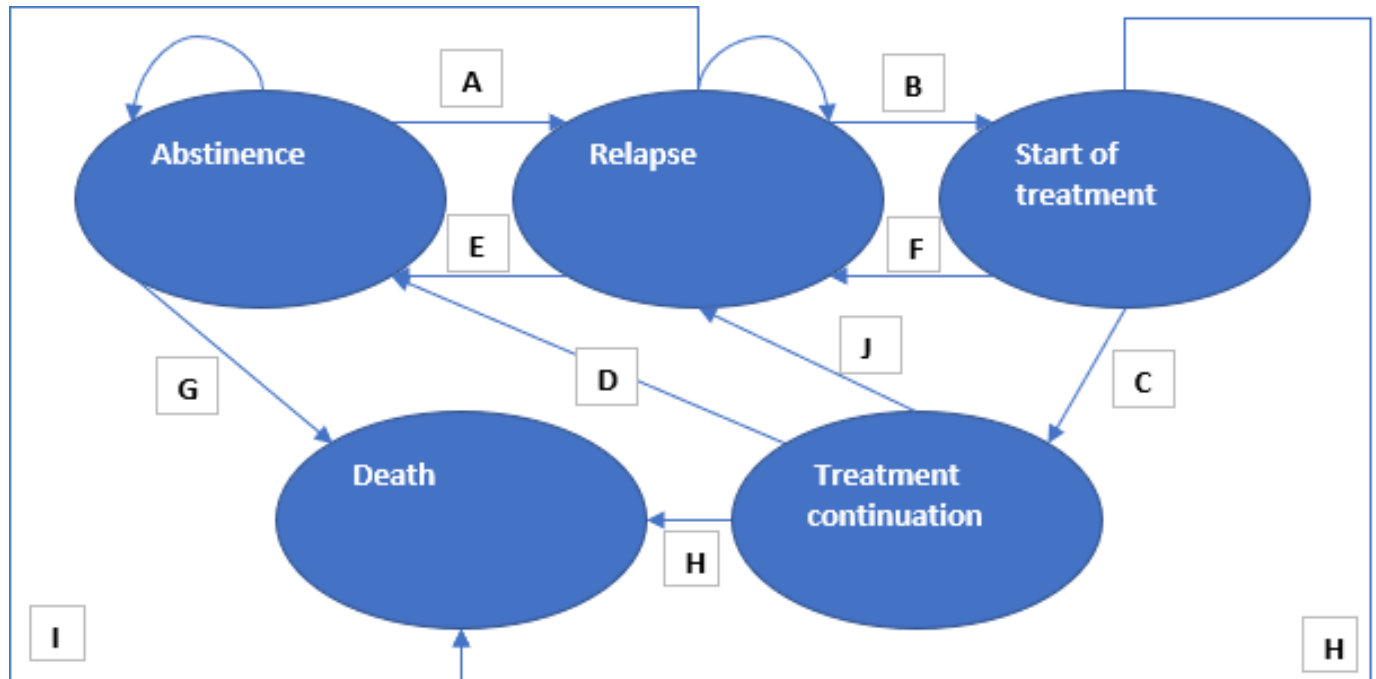 A
B
Abstinence
Relapse
Start of
treatment
E
F
J
D
C
G
Death
Treatment
continuation
H
I
H